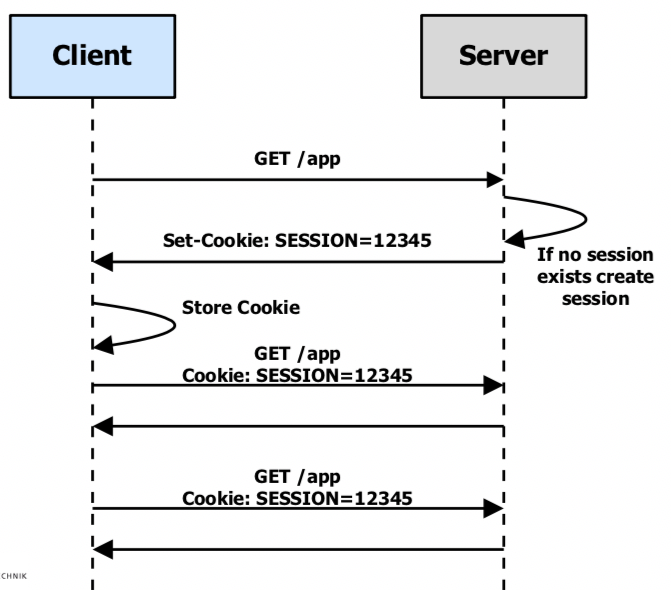 Client
Server
GET /app
Set-Cookie: SESSION=12345
If no session
exists create
session
Store Cookie
GET /app
Cookie: SESSION=12345
GET /app
Cookie: SESSION=12345
CHNIK